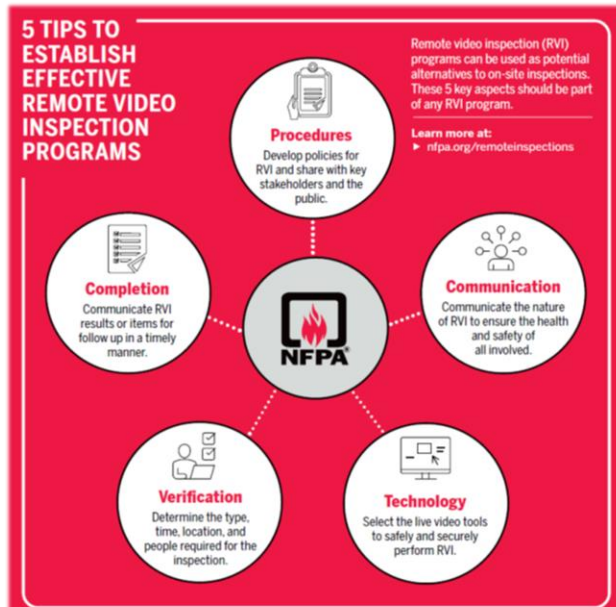 5 TIPS TO
ESTABLISH
EFFECTIVE
REMOTE VIDEO
INSPECTION
PROGRAMS
Remote video inspection (RVI)
programs can be used as potential
alternatives to on-site inspections.
These 5 key aspects should be part
of any RVI program.
Learn more at:
▶ nfpa.org/remoteinspections
Procedures
Develop policies for
RVI and share with key
stakeholders and the
public.
Communication
Communicate the nature
of RVI to ensure the health
and safety of
all involved.
Technology
Select the live video tools
to safely and securely
perform RVI.
Verification
Determine the type,
time, location, and
people required for the
inspection.
Completion
Communicate RVI
results or items for
follow up in a timely
manner.
NFPA®